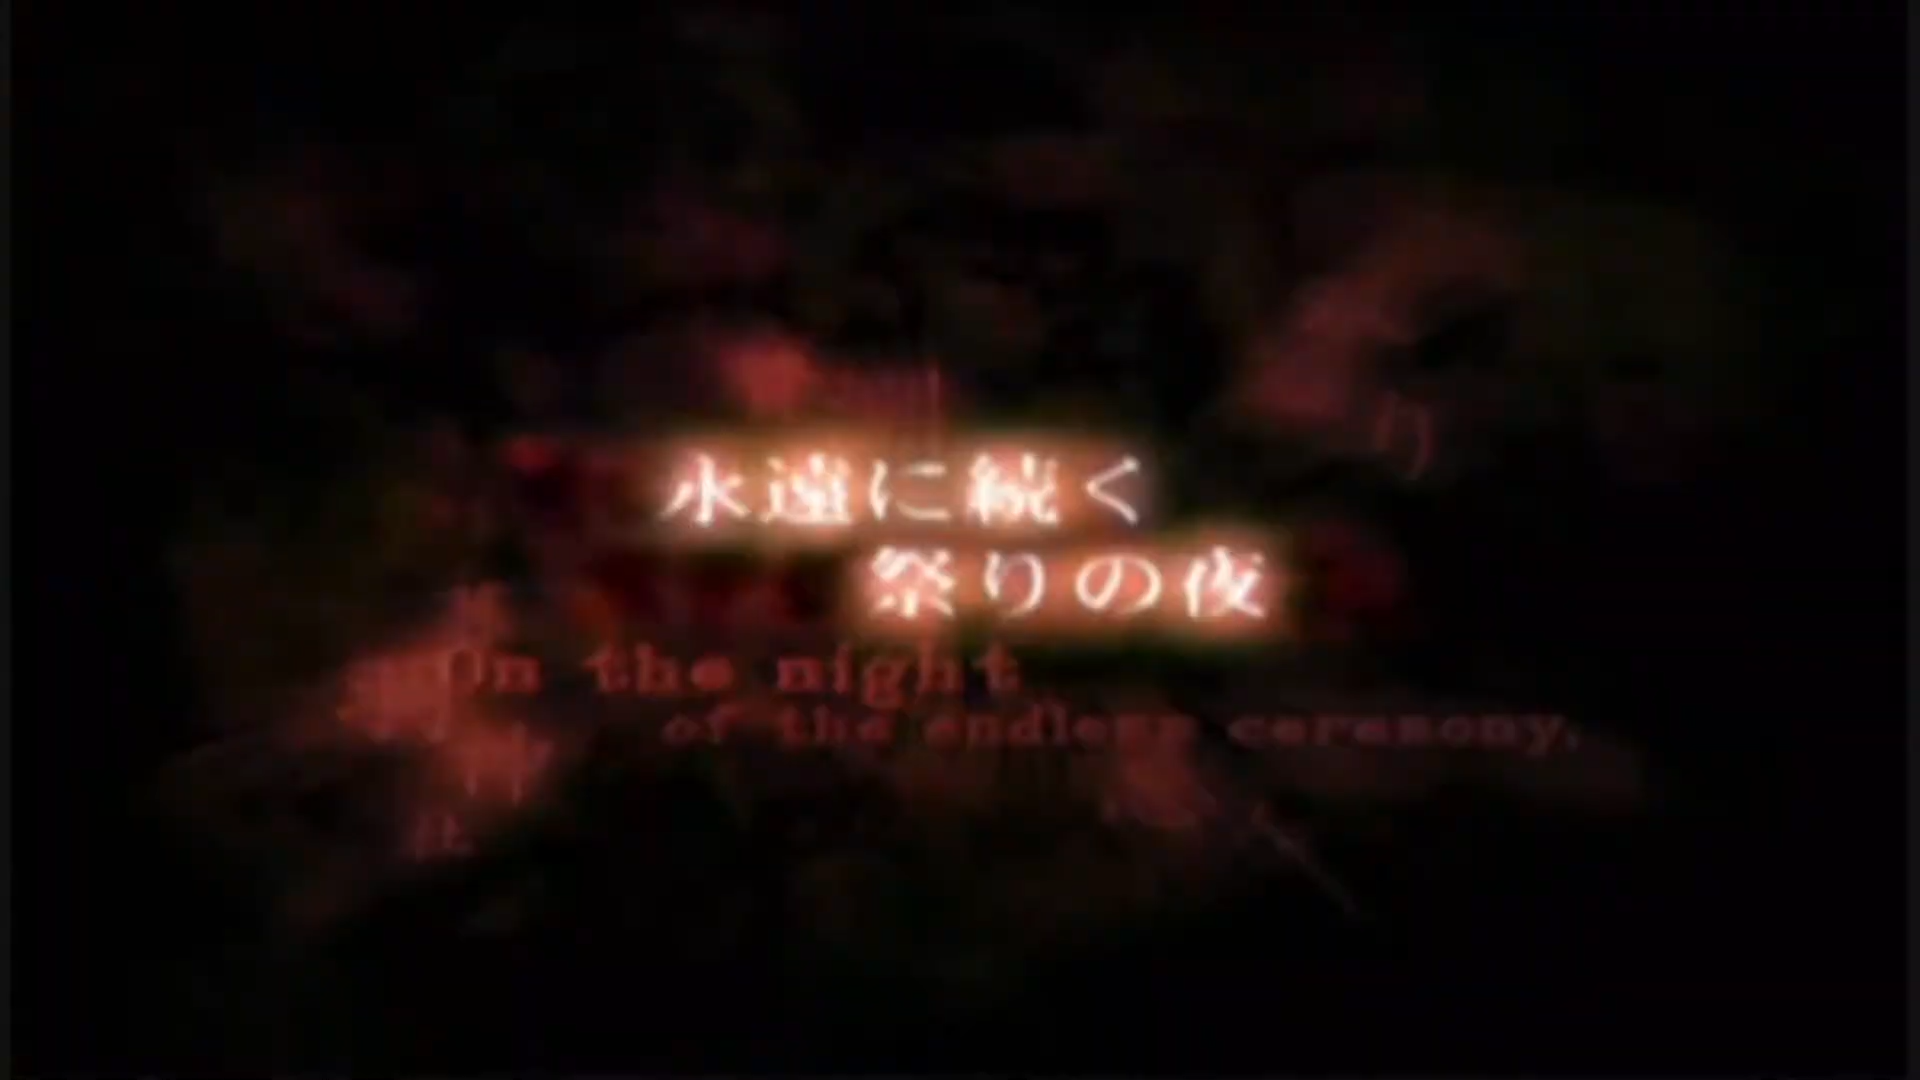 永遠に続く
祭りの夜
On the night
of the endless ceremony,